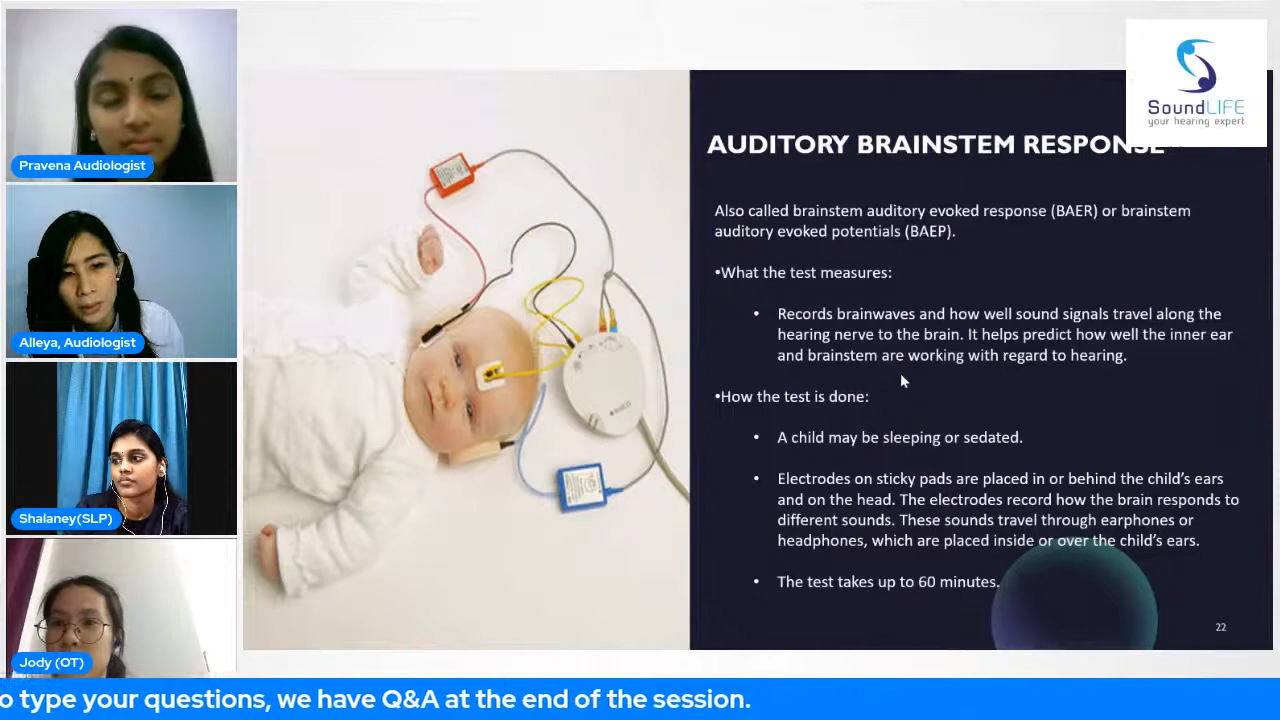 Pravena Audiologist
Alleya, Audiologist
Shalaney(SLP)
Jody (OT)
SoundLIFE
your hearing expert
AUDITORY BRAINSTEM RESPONSE
Also called brainstem auditory evoked response (BAER) or brainstem
auditory evoked potentials (BAEP).
•What the test measures:
• Records brainwaves and how well sound signals travel along the
hearing nerve to the brain. It helps predict how well the inner ear
and brainstem are working with regard to hearing.
•How the test is done:
• A child may be sleeping or sedated.
• Electrodes on sticky pads are placed in or behind the child’s ears
and on the head. The electrodes record how the brain responds to
different sounds. These sounds travel through earphones or
headphones, which are placed inside or over the child’s ears.
• The test takes up to 60 minutes.
22
o type your questions, we have Q&A at the end of the session.